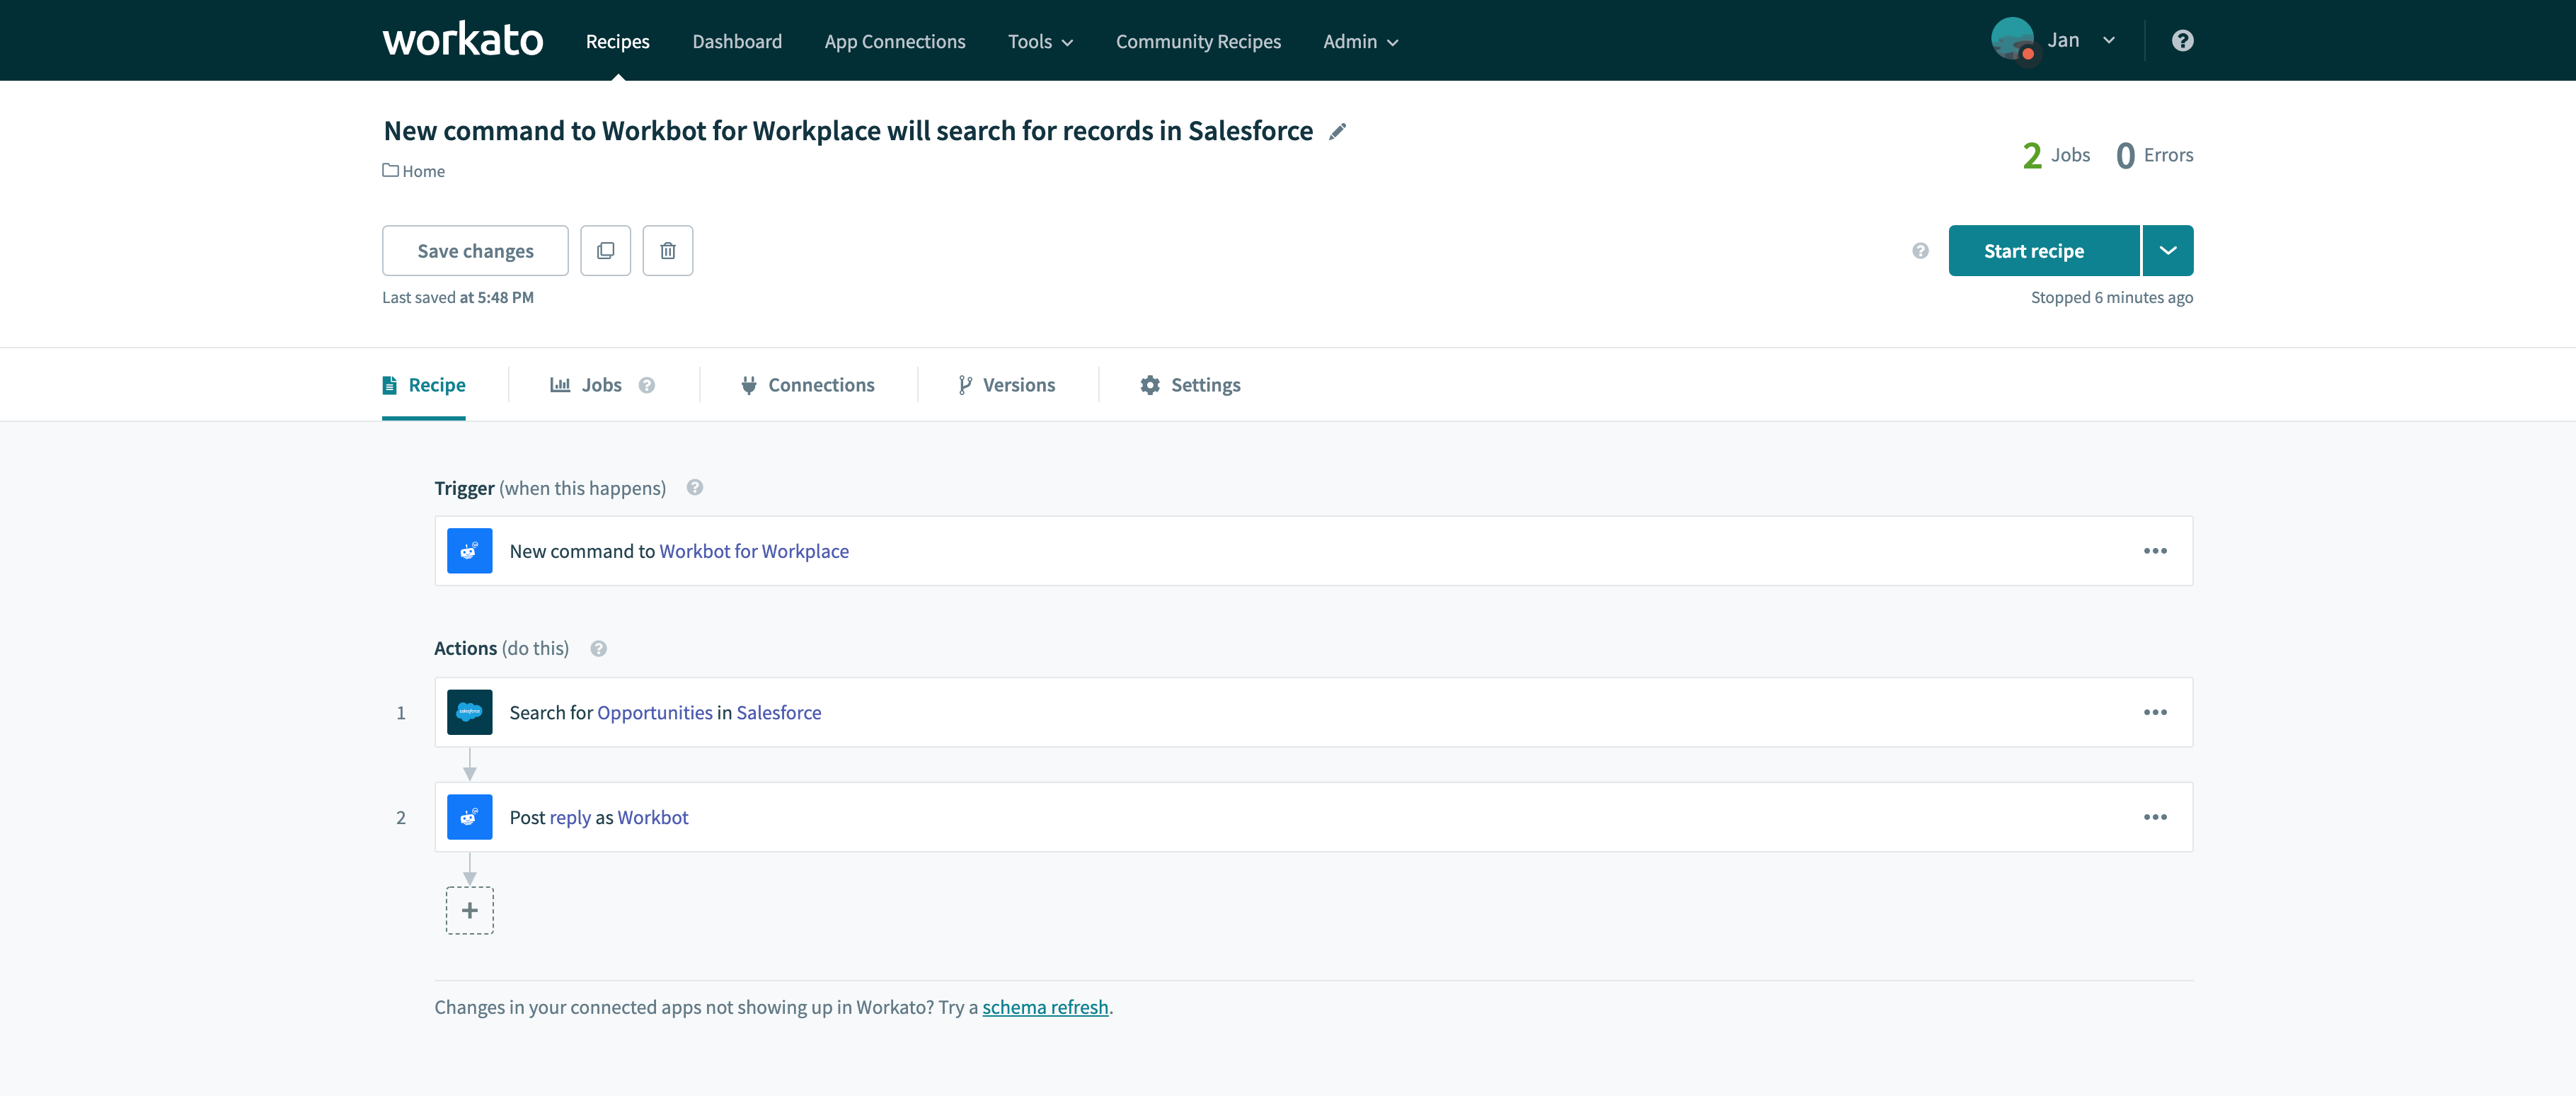 workato Recipes Dashboard App Connections Tools Community Recipes Admin Jan ?
New command to Workbot for Workplace will search for records in Salesforce
2 Jobs 0 Errors
Home
Save changes ? Start recipe
Last saved at 5:48 PM Stopped 6 minutes ago
Recipe Jobs ? Connections Versions Settings
Trigger (when this happens) ?
New command to Workbot for Workplace •••
Actions (do this) ?
1 salesforce Search for Opportunities in Salesforce •••
2 Post reply as Workbot •••
+
Changes in your connected apps not showing up in Workato? Try a schema refresh.